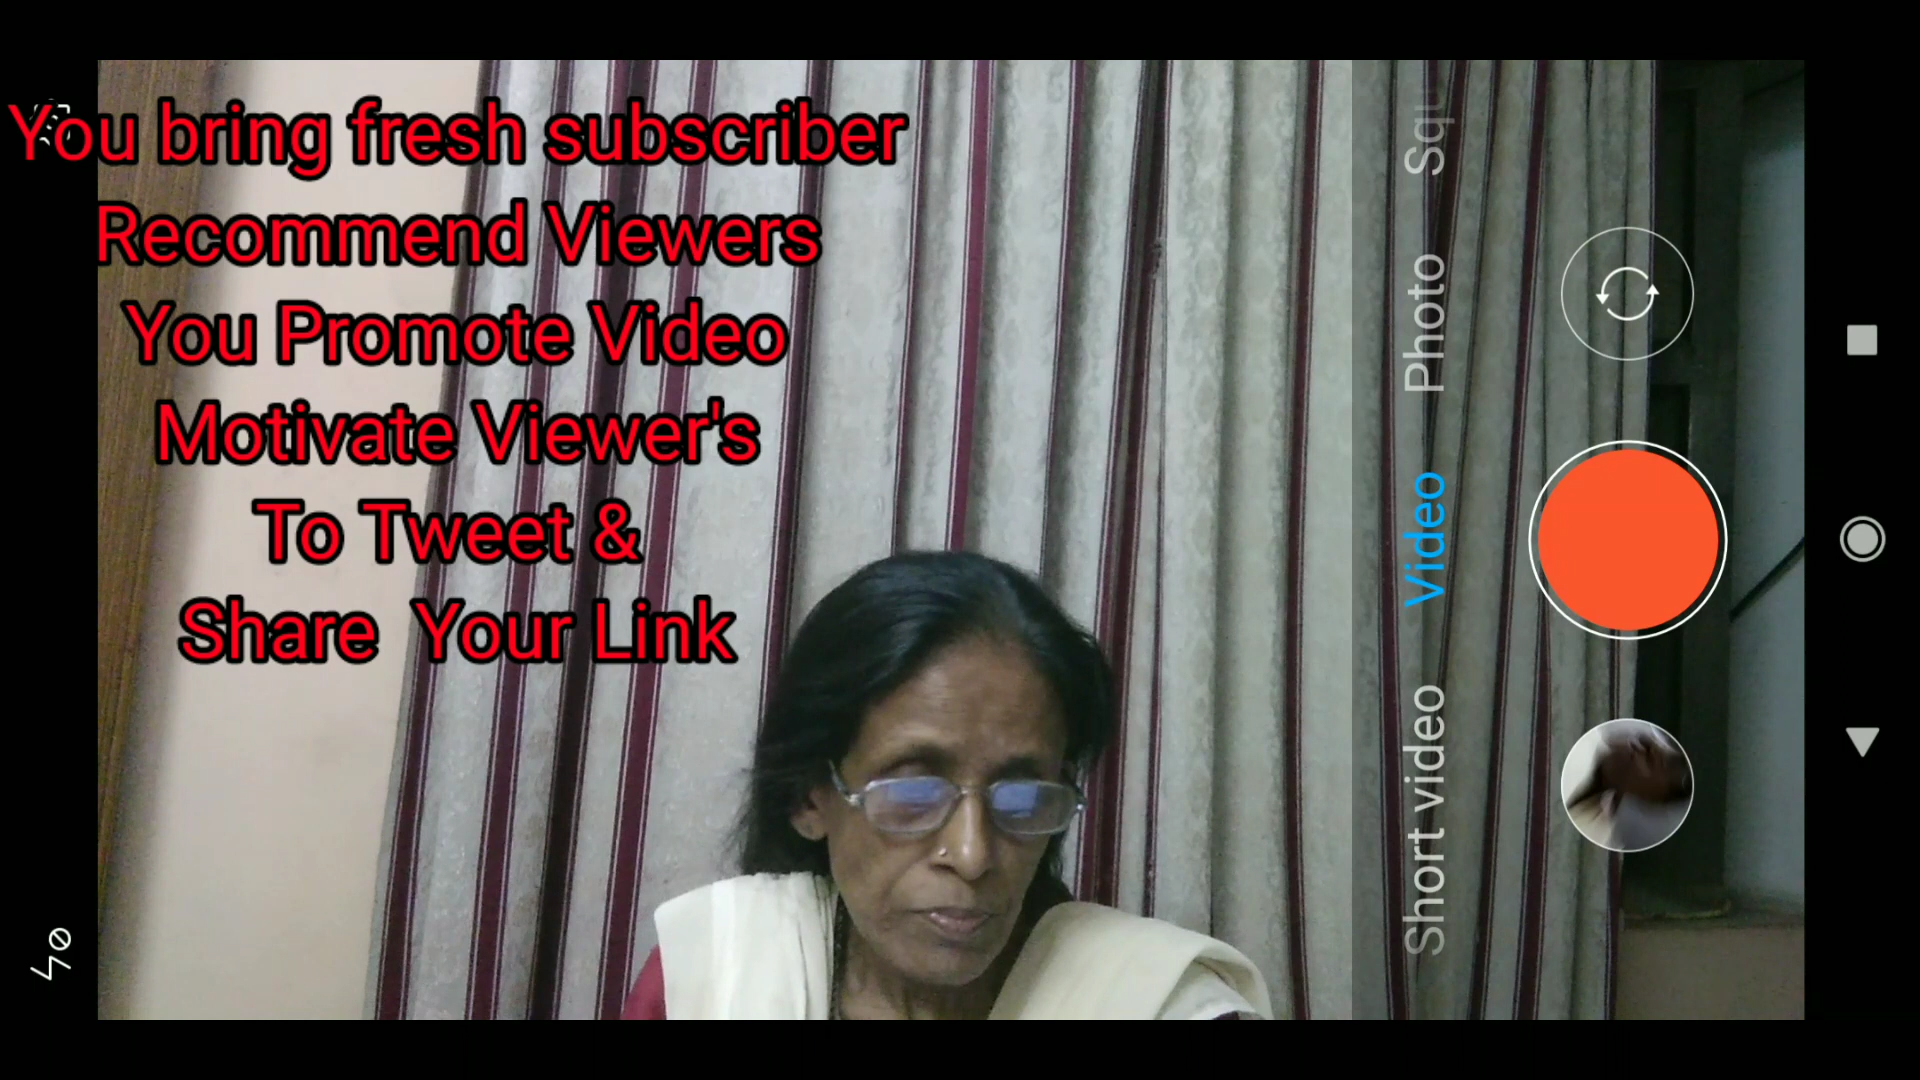 You bring fresh subscriber
Recommend Viewers
You Promote Video
Motivate Viewer's
To Tweet &
Share Your Link
Squ
Photo
Video
Short video